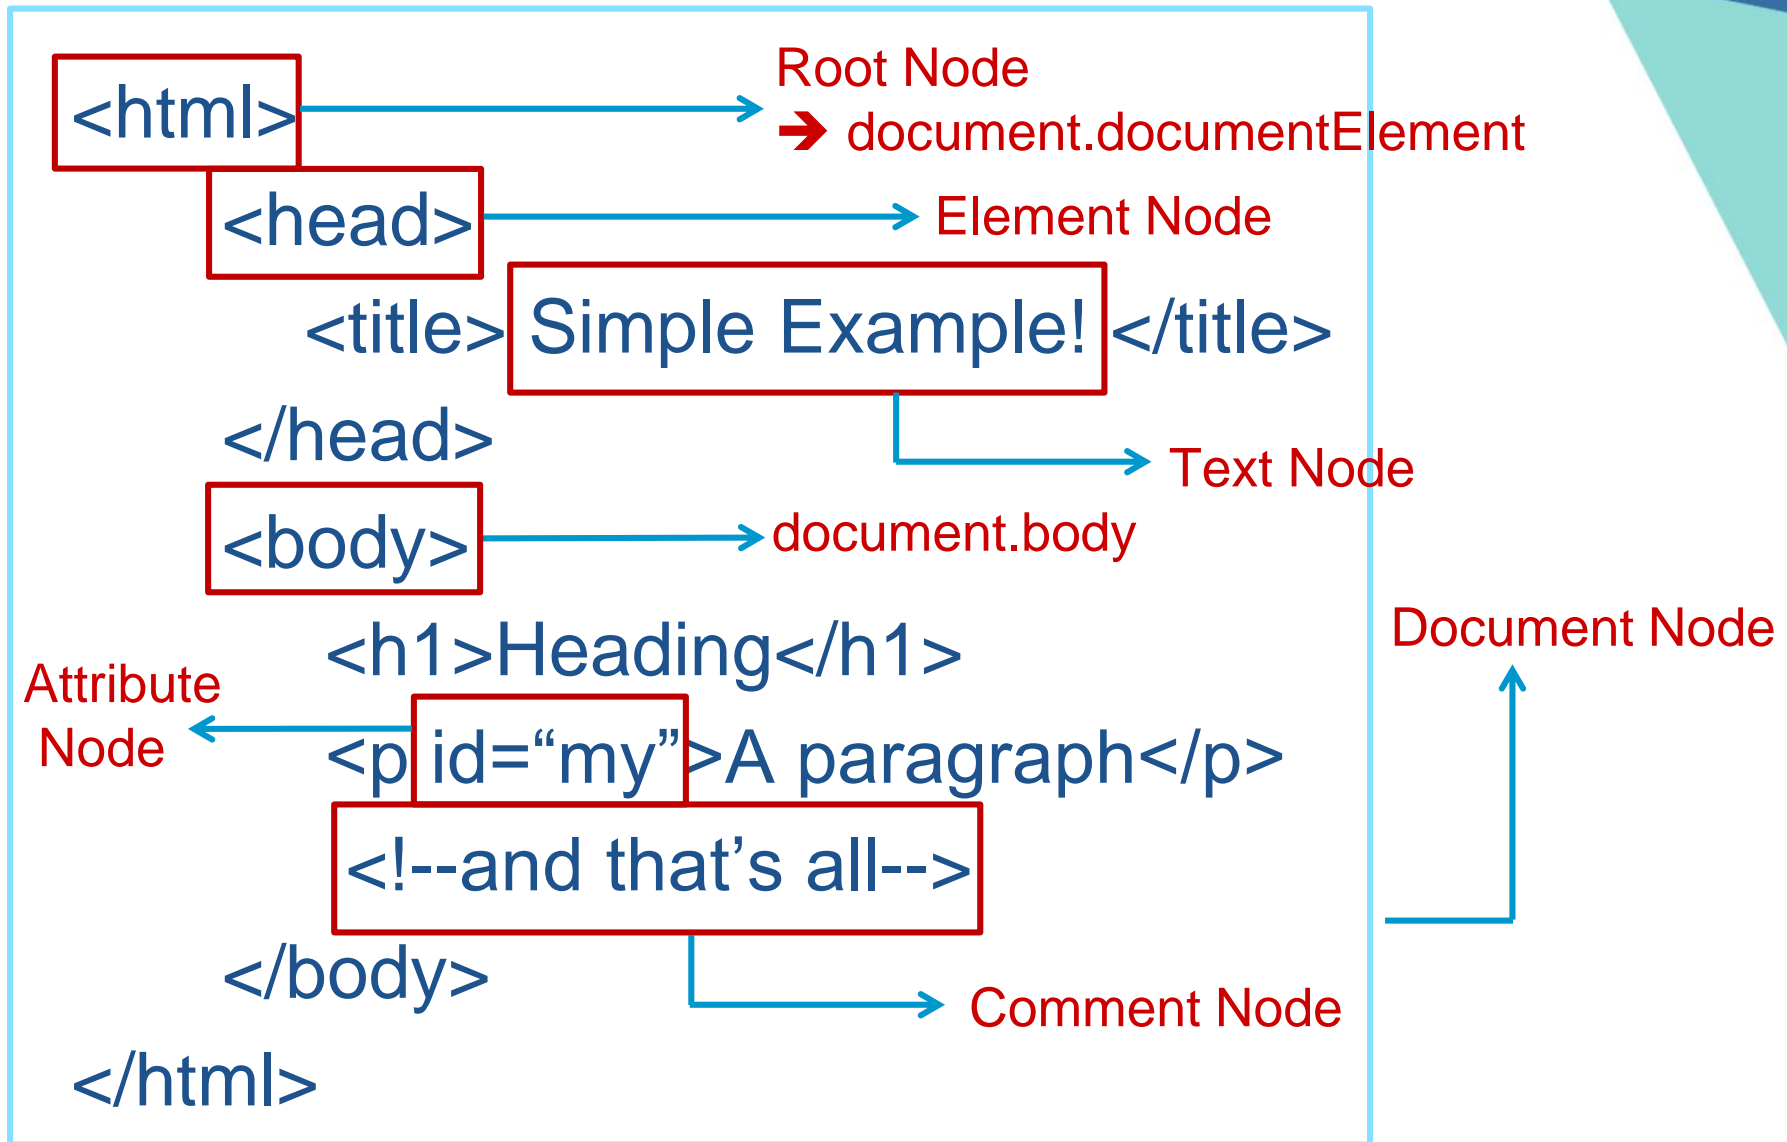 <html>
Root Node
➔ document.documentElement
<head>
Element Node
<title> Simple Example! </title>
</head>
Text Node
<body>
document.body
<h1>Heading</h1>
Document Node
Attribute
Node
<p id=“my”>A paragraph</p>
<!--and that’s all-->
</body>
Comment Node
</html>